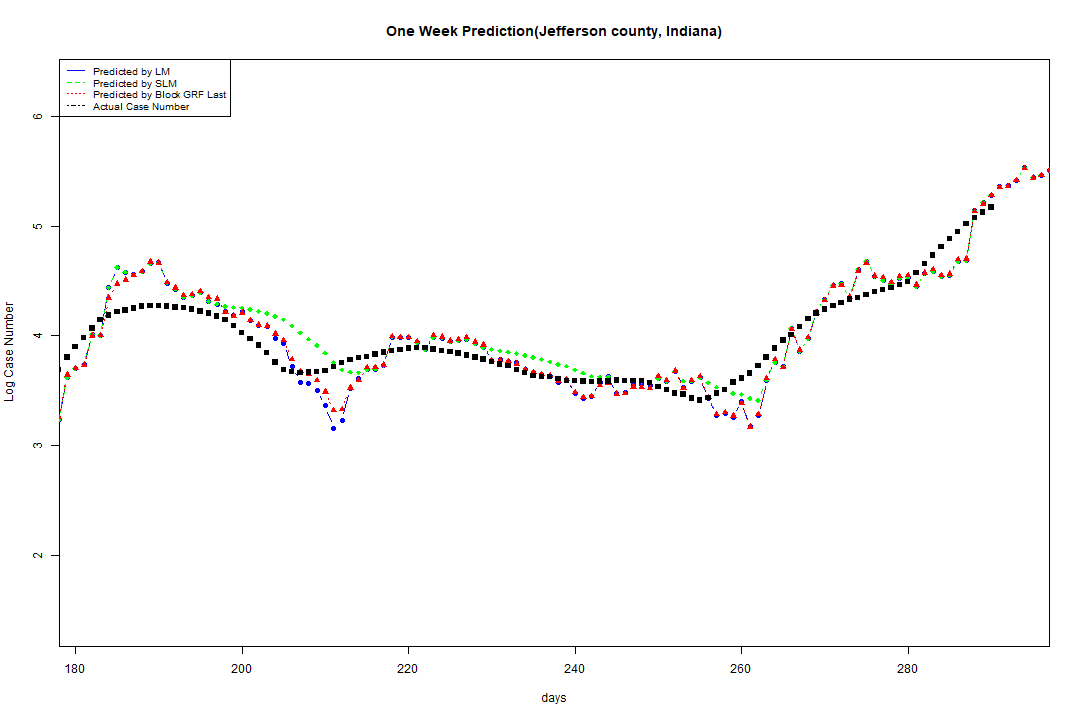 One Week Prediction(Jefferson county, Indiana)
Predicted by LM
Predicted by SLM
Predicted by Block GRF Last
Actual Case Number
6
5
4
3
2
Log Case Number
180 200 220 240 260 280
days